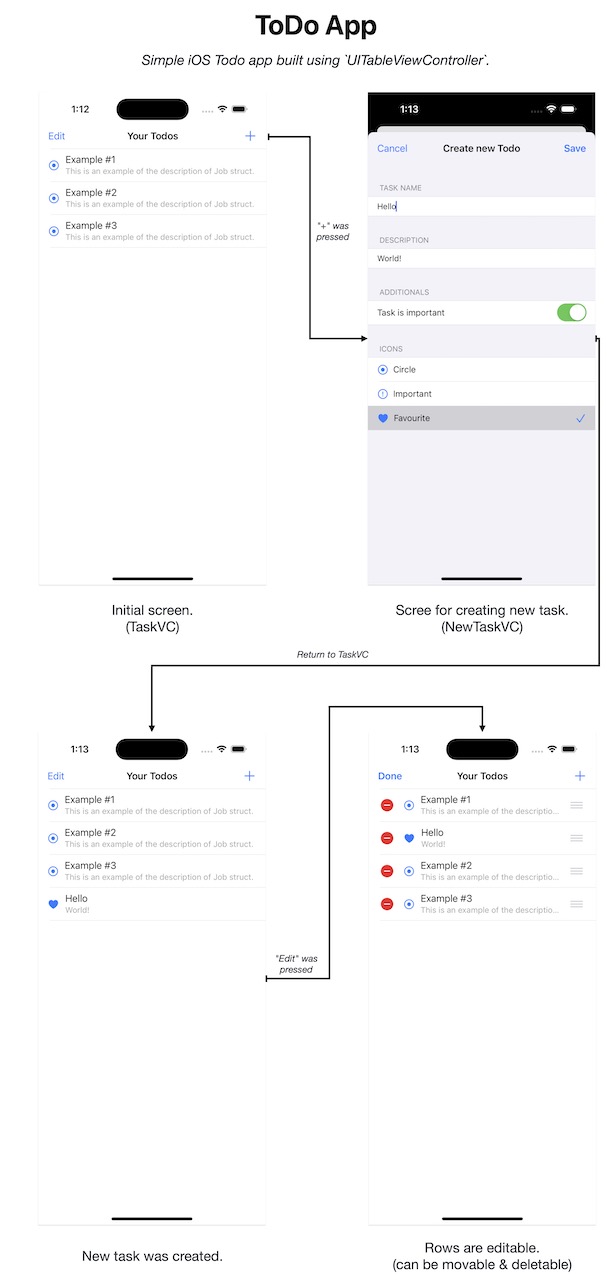 ToDo App
Simple iOS Todo app built using `UITableViewController`.
1:12
Edit
Your Todos
+
Example #1
This is an example of the description of Job struct.
Example #2
This is an example of the description of Job struct.
Example #3
This is an example of the description of Job struct.
"+" was
pressed
1:13
Cancel
Create new Todo
Save
TASK NAME
Hello
DESCRIPTION
World!
ADDITIONALS
Task is important
ICONS
Circle
Important
Favourite
Initial screen.
(TaskVC)
Scree for creating new task.
(NewTaskVC)
Return to TaskVC
1:13
Edit
Your Todos
+
Example #1
This is an example of the description of Job struct.
Example #2
This is an example of the description of Job struct.
Example #3
This is an example of the description of Job struct.
Hello
World!
"Edit" was
pressed
1:13
Done
Your Todos
+
Example #1
This is an example of the descriptio...
Hello
World!
Example #2
This is an example of the descriptio...
Example #3
This is an example of the descriptio...
New task was created.
Rows are editable.
(can be movable & deletable)